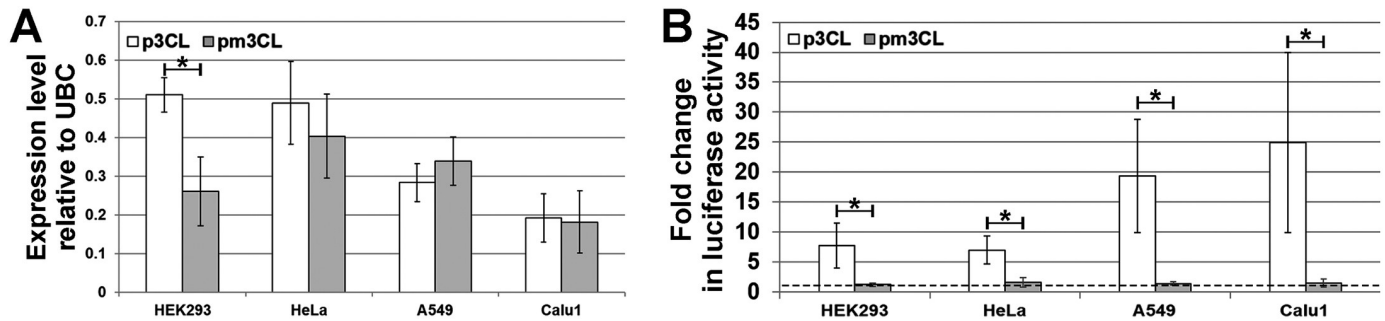 A
Expression level
relative to UBC
0.7
0.6
0.5
0.4
0.3
0.2
0.1
0
p3CL pm3CL
*
HEK293 HeLa A549 Calu1
B
Fold change
in luciferase activity
45
40
35
30
25
20
15
10
5
0
p3CL pm3CL
*
*
*
*
HEK293 HeLa A549 Calu1